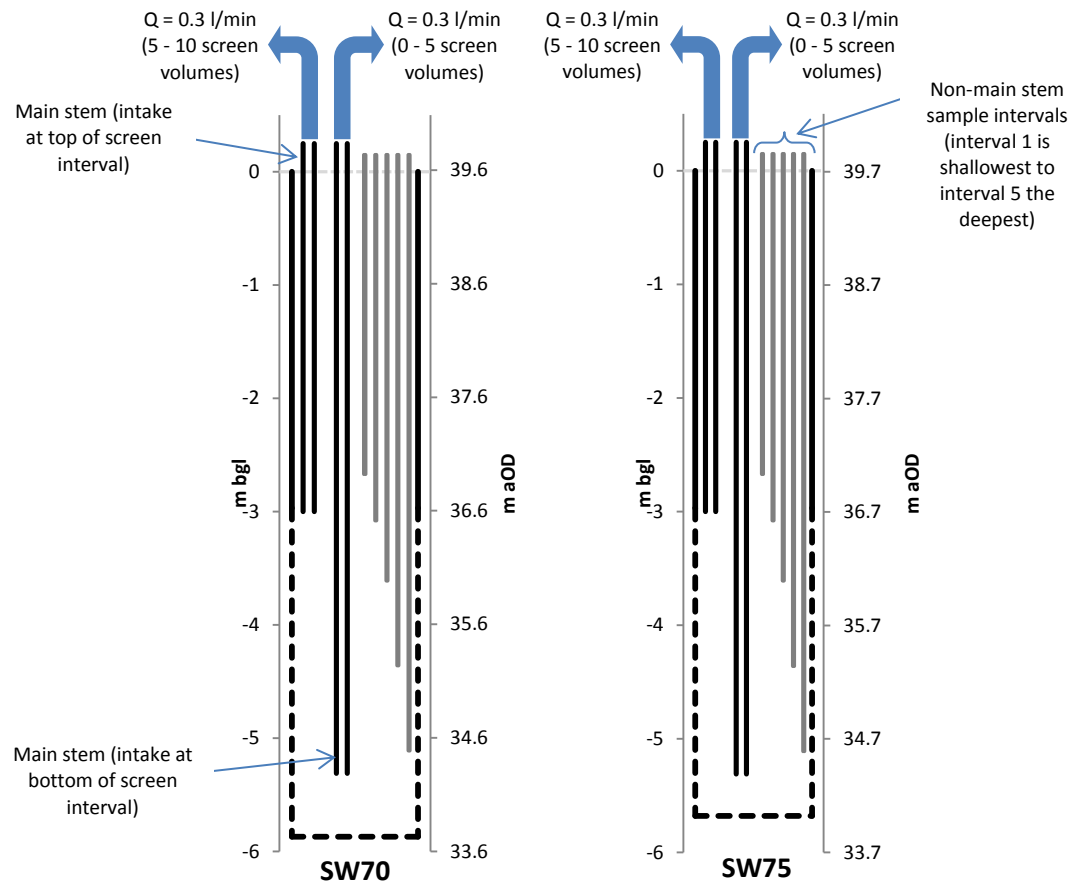 Q = 0.3 l/min
(5 - 10 screen
volumes)
Q = 0.3 l/min
(0 - 5 screen
volumes)
Q = 0.3 l/min
(5 - 10 screen
volumes)
Q = 0.3 l/min
(0 - 5 screen
volumes)
Main stem (intake
at top of screen
interval)
Non-main stem
sample intervals
(interval 1 is
shallowest to
interval 5 the
deepest)
0
-1
-2
-3
-4
-5
-6
m bgl
39.6
38.6
37.6
36.6
35.6
34.6
33.6
m aOD
0
-1
-2
-3
-4
-5
-6
m bgl
39.7
38.7
37.7
36.7
35.7
34.7
33.7
m aOD
Main stem (intake at
bottom of screen
interval)
SW70
SW75